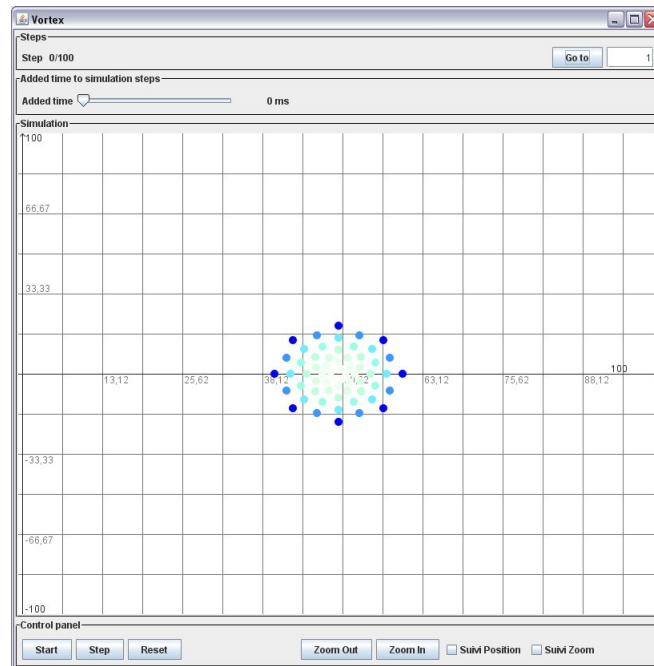 Vortex
Steps
Step 0/100
Go to
1
Added time to simulation steps
Added time
0 ms
Simulation
100
66,67
33,33
100
13,12
25,62
38,12
63,12
75,62
88,12
-33,33
-66,67
-100
Control panel
Start
Step
Reset
Zoom Out
Zoom In
Suivi Position
Suivi Zoom